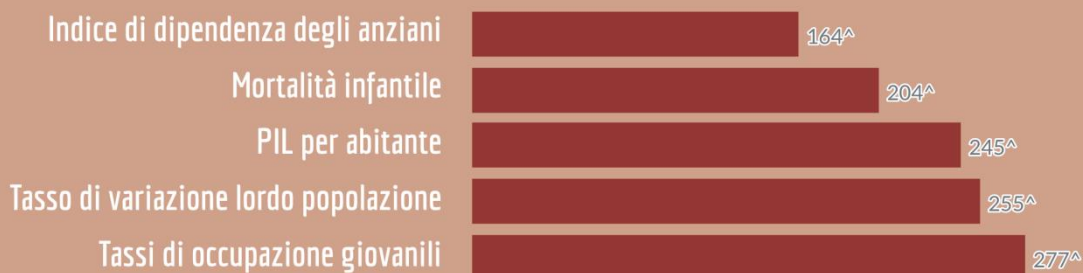 Indice di dipendenza degli anziani 164^
Mortalità infantile 204^
PIL per abitante 245^
Tasso di variazione lordo popolazione 255^
Tassi di occupazione giovanili 277^